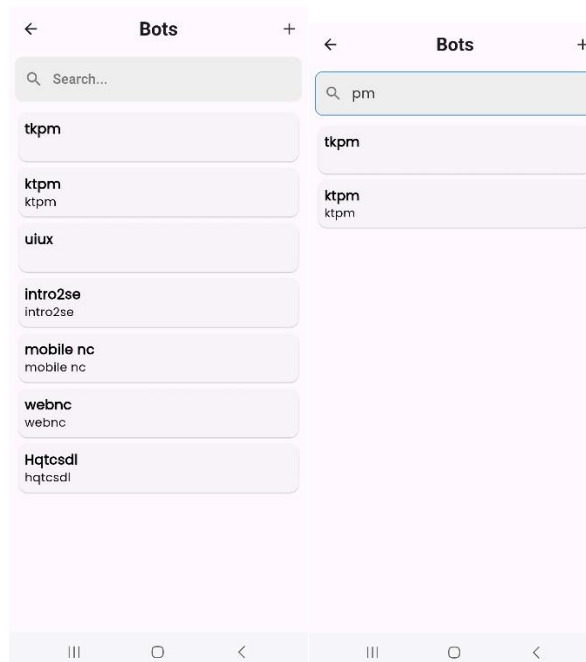 Bots
Search...
tkpm
ktpm
ktpm
uiux
intro2se
intro2se
mobile nc
mobile nc
webnc
webnc
Hqtcsdl
hqtcsdl
Bots
pm
tkpm
ktpm
ktpm